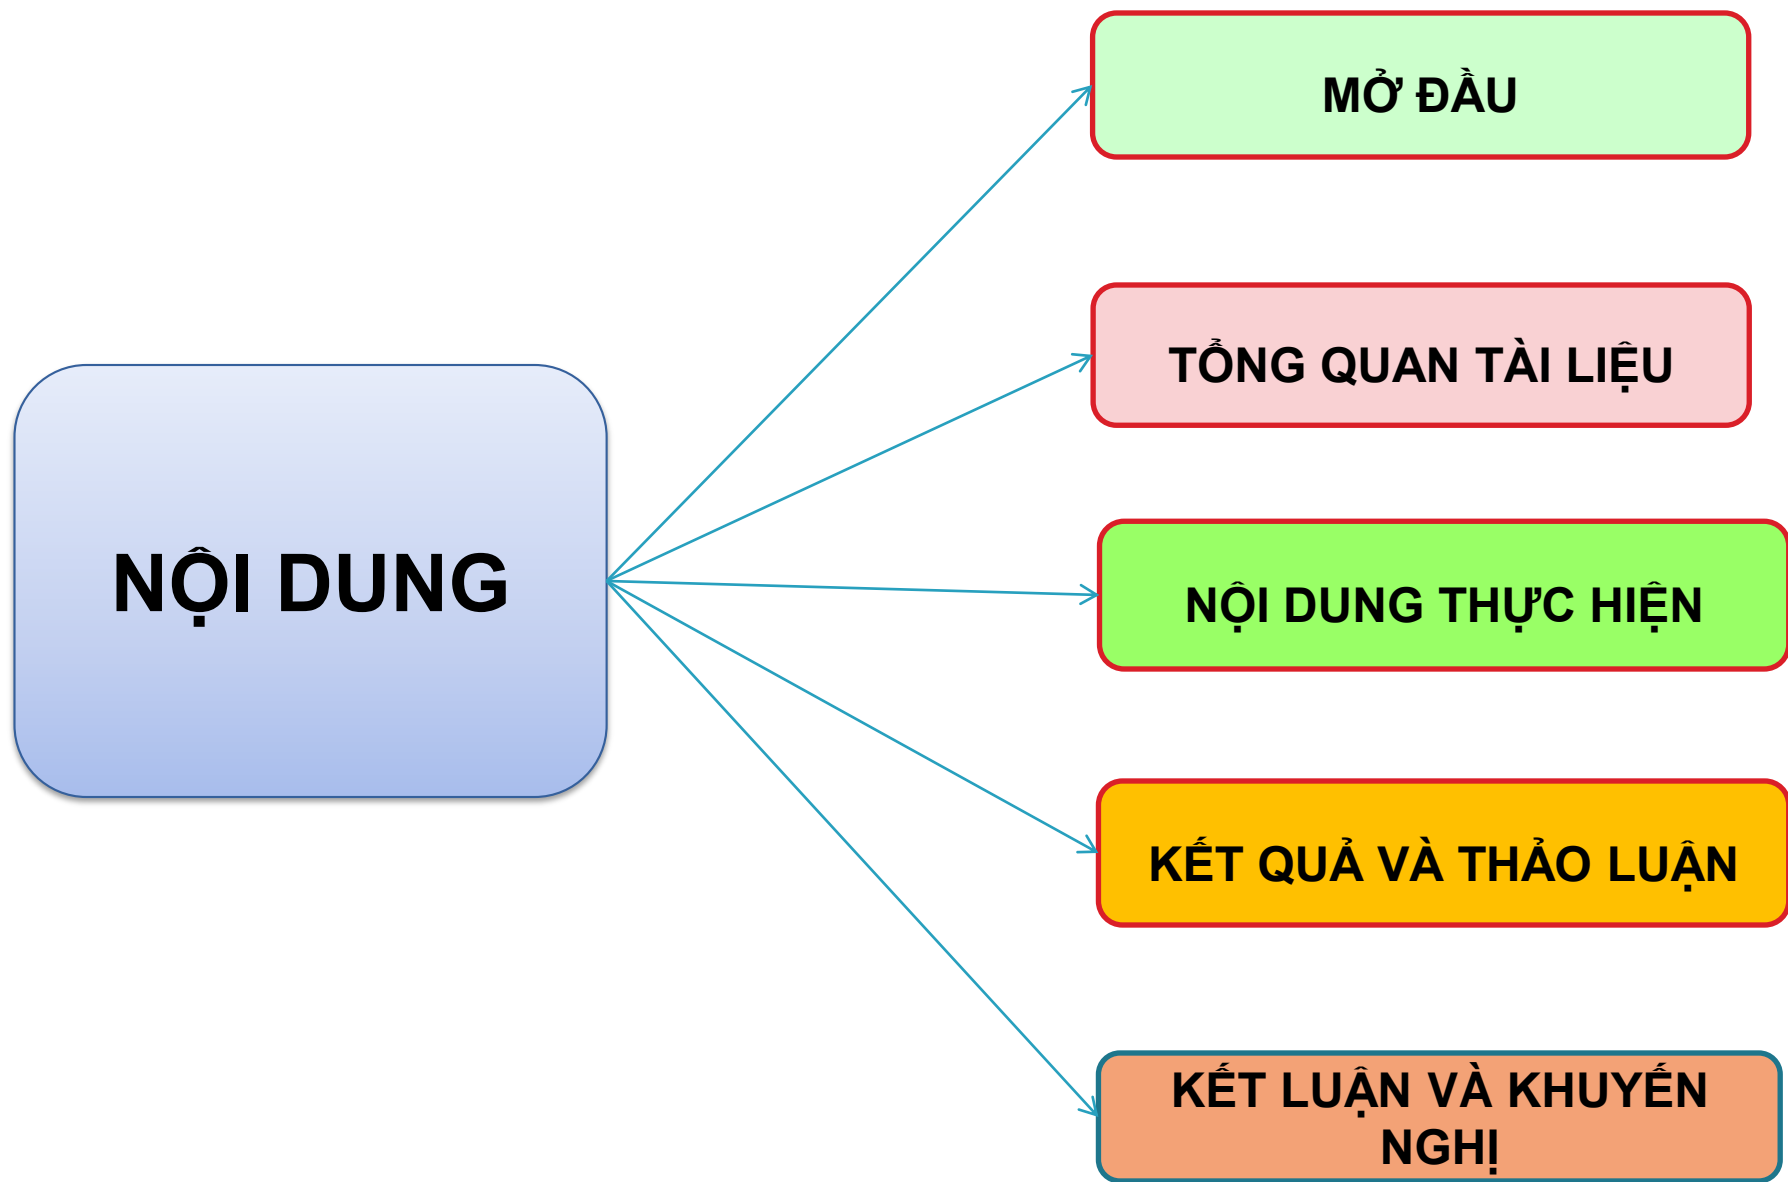 NỘI DUNG
MỞ ĐẦU
TỔNG QUAN TÀI LIỆU
NỘI DUNG THỰC HIỆN
KẾT QUẢ VÀ THẢO LUẬN
KẾT LUẬN VÀ KHUYẾN
NGHỊ